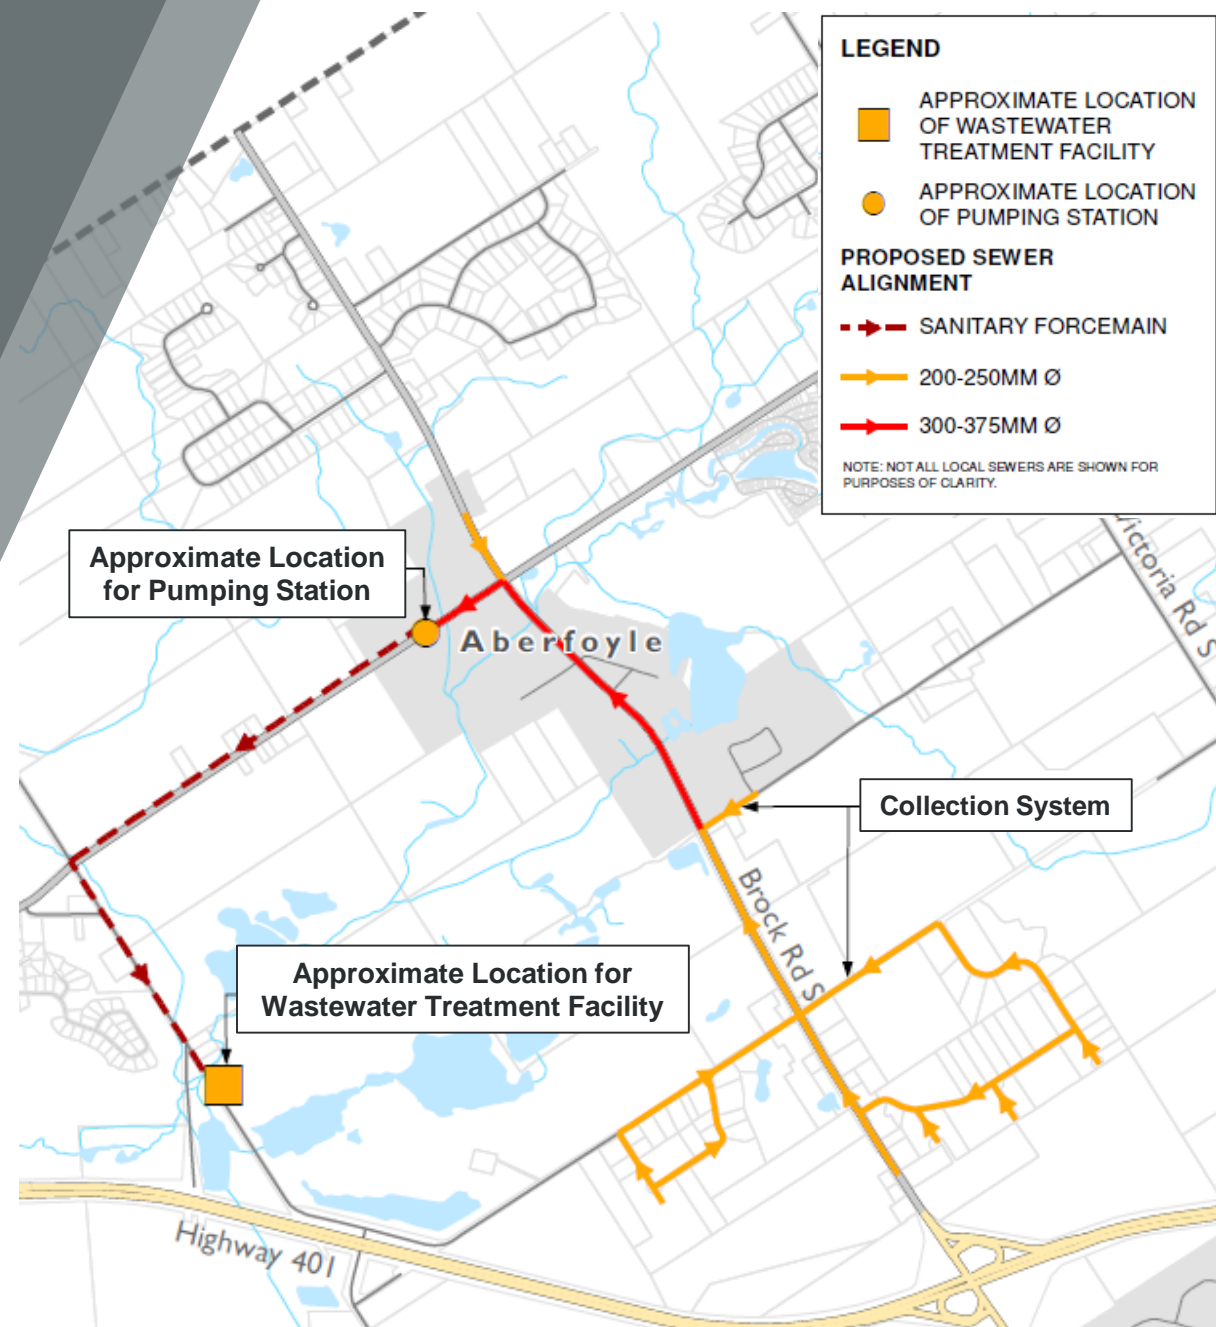 LEGEND
APPROXIMATE LOCATION
OF WASTEWATER
TREATMENT FACILITY
APPROXIMATE LOCATION
OF PUMPING STATION
PROPOSED SEWER
ALIGNMENT
SANITARY FORCEMAIN
200-250MM Ø
300-375MM Ø
NOTE: NOT ALL LOCAL SEWERS ARE SHOWN FOR
PURPOSES OF CLARITY.
Victoria Rd S
Approximate Location
for Pumping Station
Aberfoyle
Collection System
Brock Rd S
Approximate Location for
Wastewater Treatment Facility
Highway 401